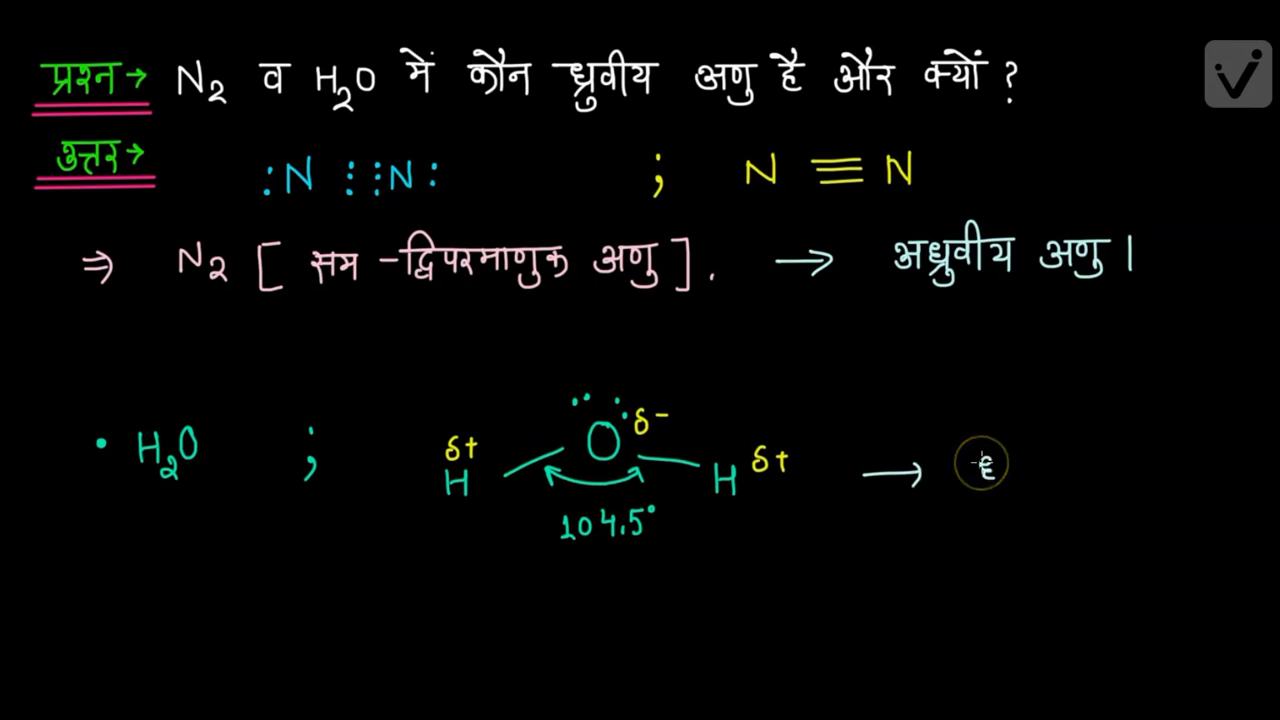 प्रश्न → N₂ व H₂O में कौन ध्रुवीय अणु है और क्यों ?
उत्तर →
:N ⋮⋮N: ; N ≡ N
⇒ N₂ [ सम - द्विपरमाणुक अणु ] . → अध्रुवीय अणु ।
• H₂O ; δ+ H O δ- H δ+ →
104.5°